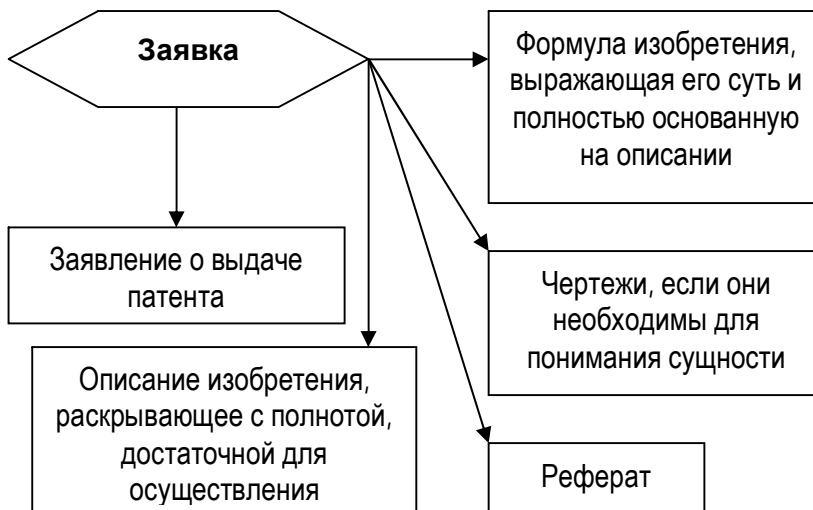 Заявка
Формула изобретения,
выражающая его суть и
полностью основанную
на описании
Заявление о выдаче
патента
Чертежи, если они
необходимы для
понимания сущности
Описание изобретения,
раскрывающее с полнотой,
достаточной для
осуществления
Реферат